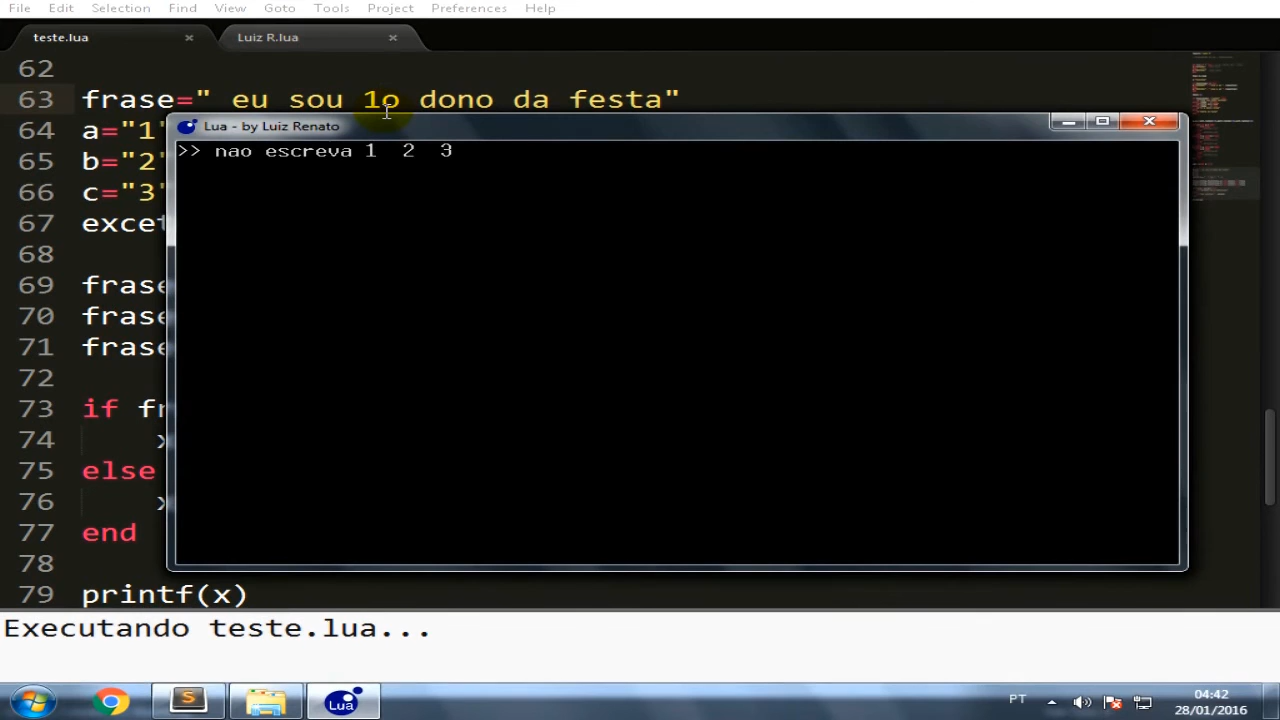 File Edit Selection Find View Goto Tools Project Preferences Help
teste.lua × Luiz R.lua ×
62
63 frase=" eu sou 1o dono da festa"
64 a="1"
Lua - by Luiz Renato
>> nao escreva 1 2 3
65 b="2"
66 c="3
67 excet
68
69 frase
70 frase
71 frase
72
73 if fr
74 x
75 else
76 x
77 end
78
79 printf(x)
Executando teste.lua...
S Lua PT 04:42
28/01/2016